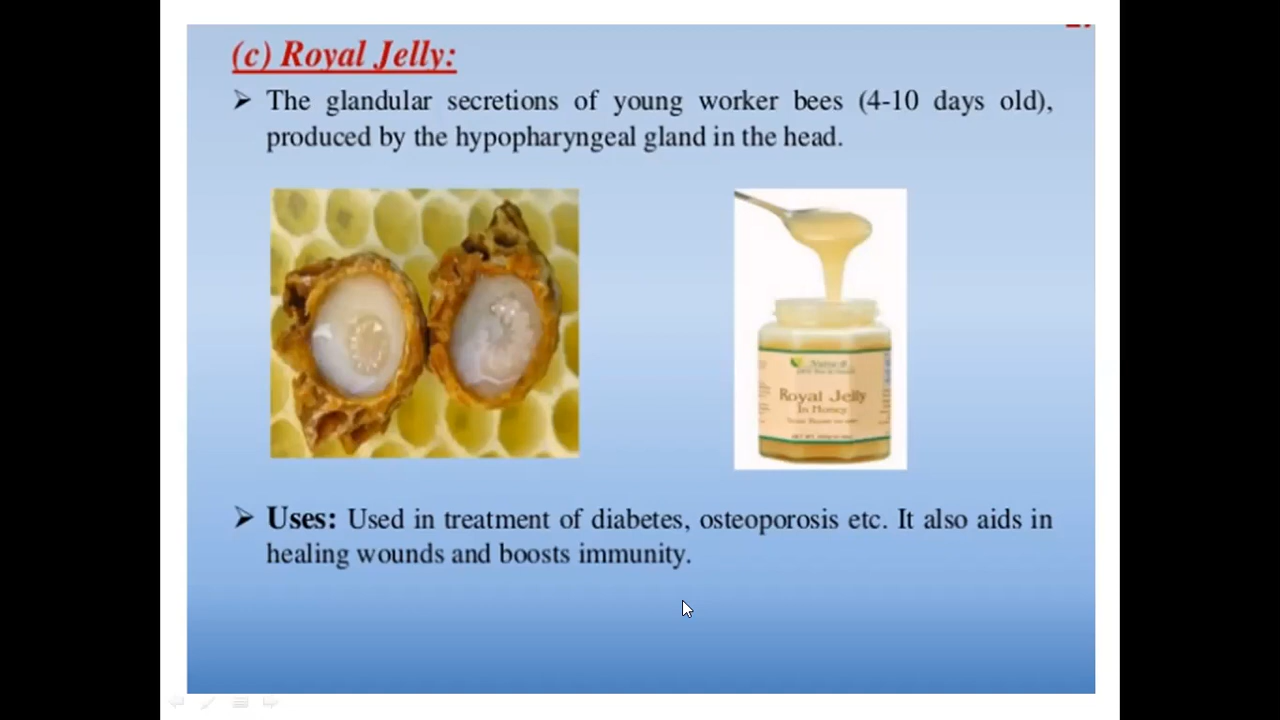 (c) Royal Jelly:
➢ The glandular secretions of young worker bees (4-10 days old),
produced by the hypopharyngeal gland in the head.
Royal Jelly
In Honey
➢ Uses: Used in treatment of diabetes, osteoporosis etc. It also aids in
healing wounds and boosts immunity.